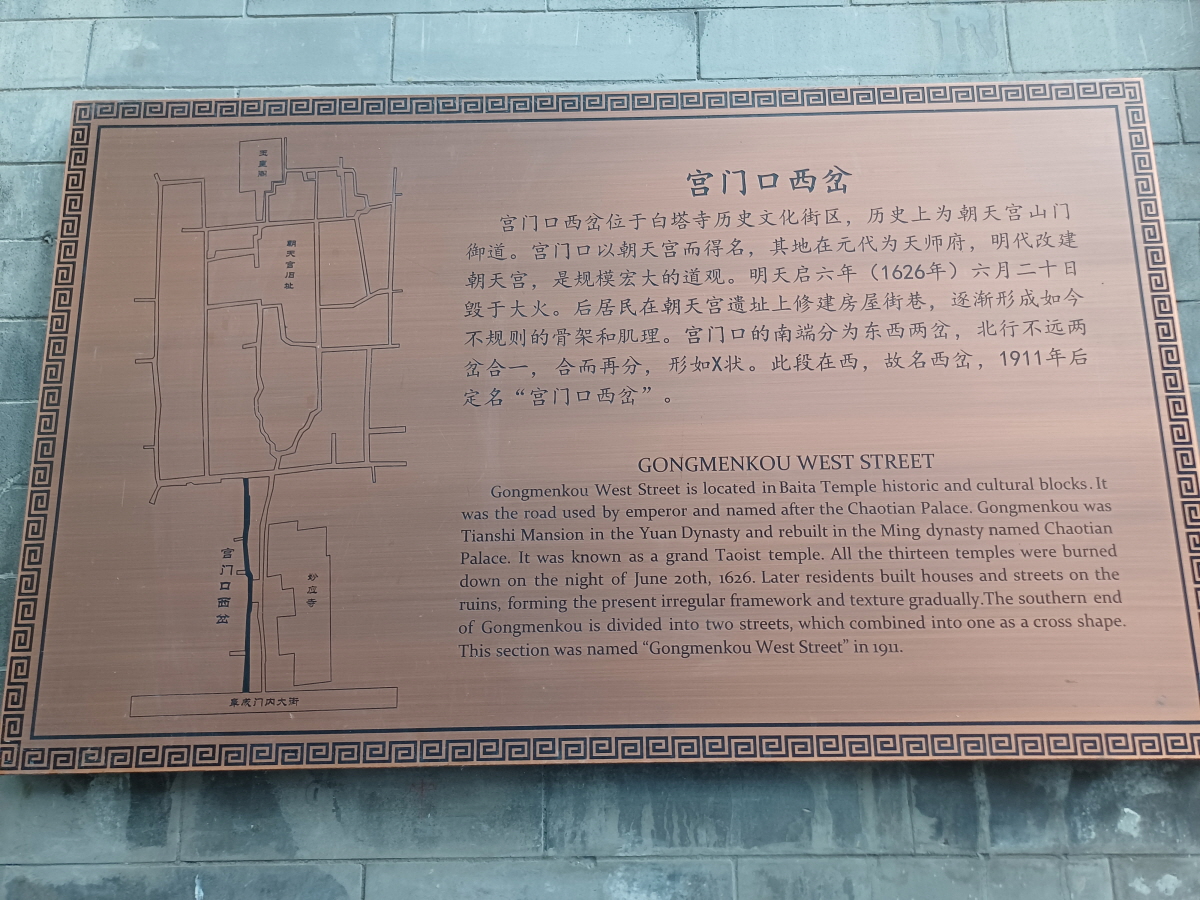 玉皇阁
朝天宫旧址
宫门口西岔
妙应寺
阜成门内大街
宫门口西岔
宫门口西岔位于白塔寺历史文化街区，历史上为朝天宫山门
御道。宫门口以朝天宫而得名，其地在元代为天师府，明代改建
朝天宫，是规模宏大的道观。明天启六年（1626年）六月二十日
毁于大火。后居民在朝天宫遗址上修建房屋街巷，逐渐形成如今
不规则的骨架和肌理。宫门口的南端分为东西两岔，北行不远两
岔合一，合而再分，形如X状。此段在西，故名西岔，1911年后
定名“宫门口西岔”。
GONGMENKOU WEST STREET
Gongmenkou West Street is located in Baita Temple historic and cultural blocks. It
was the road used by emperor and named after the Chaotian Palace. Gongmenkou was
Tianshi Mansion in the Yuan Dynasty and rebuilt in the Ming dynasty named Chaotian
Palace. It was known as a grand Taoist temple. All the thirteen temples were burned
down on the night of June 20th, 1626. Later residents built houses and streets on the
ruins, forming the present irregular framework and texture gradually.The southern end
of Gongmenkou is divided into two streets, which combined into one as a cross shape.
This section was named “Gongmenkou West Street” in 1911.